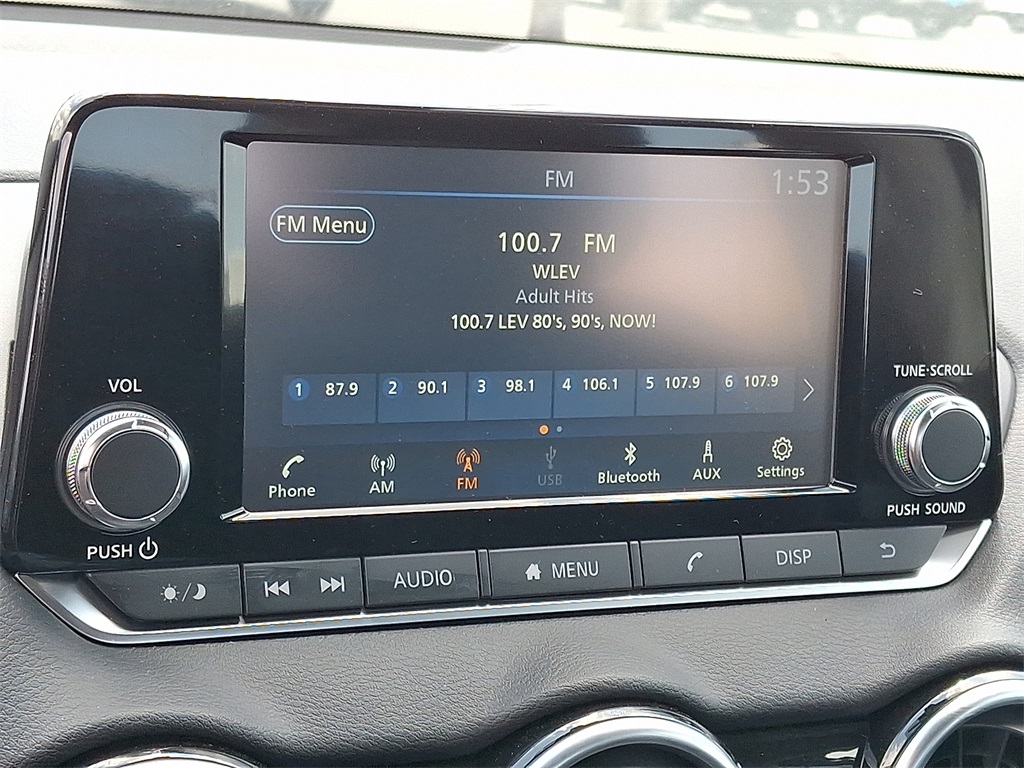 FM 1:53
FM Menu
100.7 FM
WLEV
Adult Hits
100.7 LEV 80's, 90's, NOW!
1 87.9 2 90.1 3 98.1 4 106.1 5 107.9 6 107.9
Phone AM FM USB Bluetooth AUX Settings
VOL
PUSH
TUNE·SCROLL
PUSH SOUND
AUDIO MENU DISP